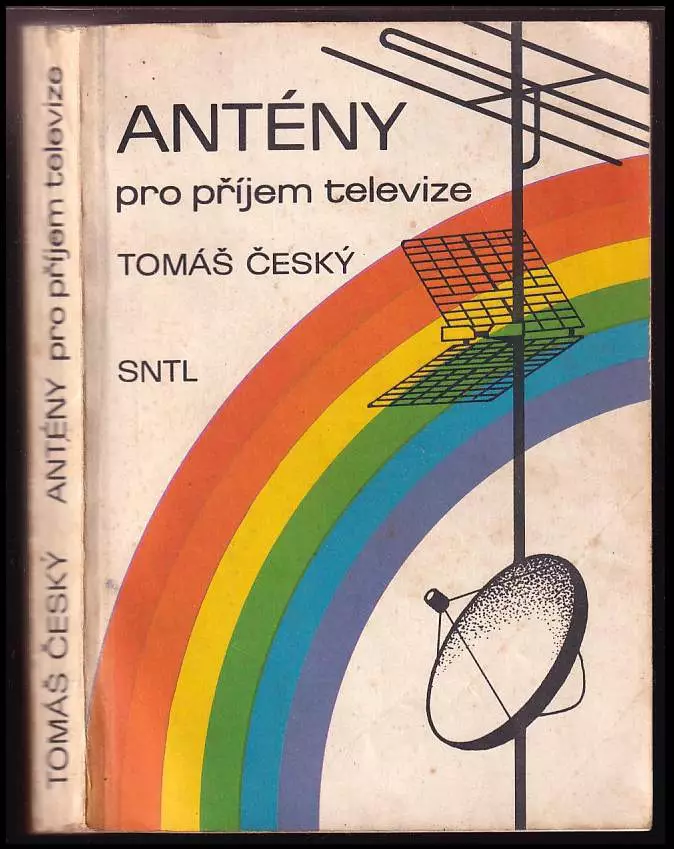 ANTÉNY
pro příjem televize
TOMÁŠ ČESKÝ
SNTL
TOMÁŠ ČESKÝ ANTÉNY pro příjem televize